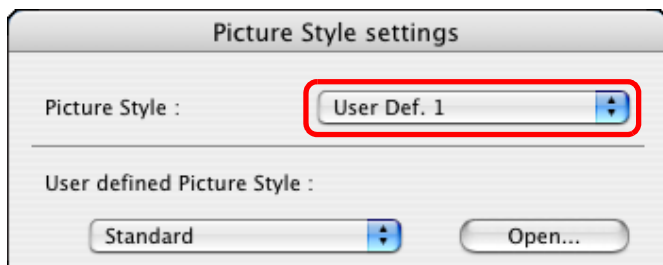 Picture Style settings
Picture Style : User Def. 1
User defined Picture Style :
Standard Open...